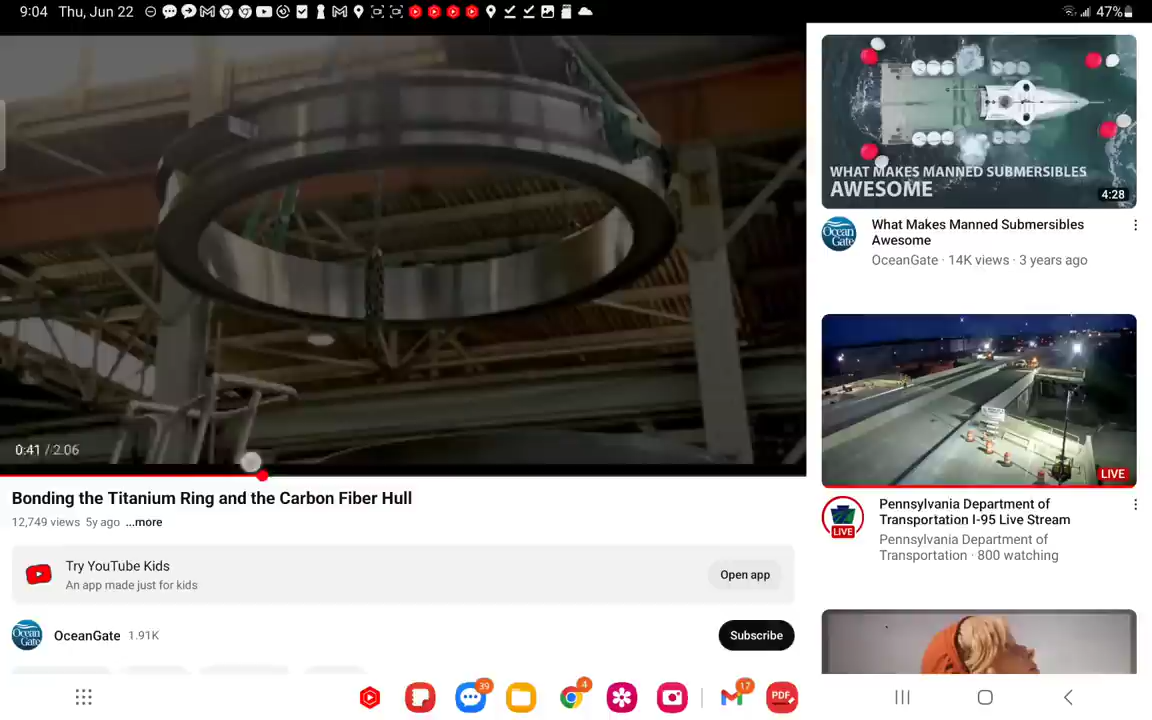 9:04 Thu, Jun 22
47%
0:41 / 2:06
Bonding the Titanium Ring and the Carbon Fiber Hull
12,749 views 5y ago ...more
Try YouTube Kids
An app made just for kids
Open app
Ocean Gate
OceanGate 1.91K
Subscribe
WHAT MAKES MANNED SUBMERSIBLES
AWESOME
4:28
Ocean Gate
What Makes Manned Submersibles
Awesome
OceanGate · 14K views · 3 years ago
LIVE
LIVE
Pennsylvania Department of
Transportation I-95 Live Stream
Pennsylvania Department of
Transportation · 800 watching
39
4
17
PDF